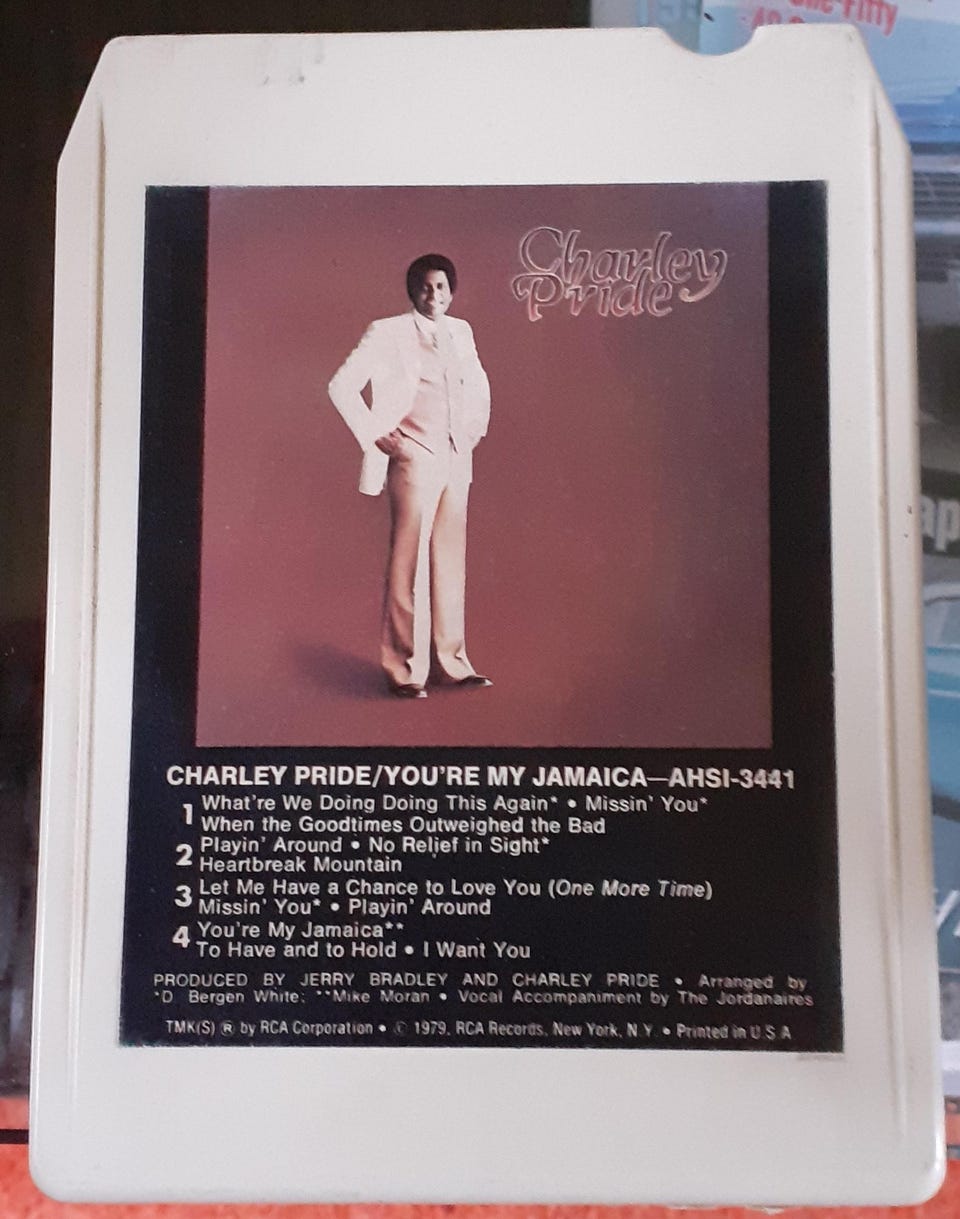 One-Fifty
Charley
Pride
CHARLEY PRIDE/YOU'RE MY JAMAICA—AHSI-3441
1 What're We Doing Doing This Again* • Missin' You*
When the Goodtimes Outweighed the Bad
2 Playin' Around • No Relief in Sight*
Heartbreak Mountain
3 Let Me Have a Chance to Love You (One More Time)
Missin' You* • Playin' Around
4 You're My Jamaica**
To Have and to Hold • I Want You
PRODUCED BY JERRY BRADLEY AND CHARLEY PRIDE • Arranged by
*D. Bergen White; **Mike Moran • Vocal Accompaniment by The Jordanaires
TMK(S) ® by RCA Corporation • © 1979, RCA Records, New York, N.Y. • Printed in U.S.A